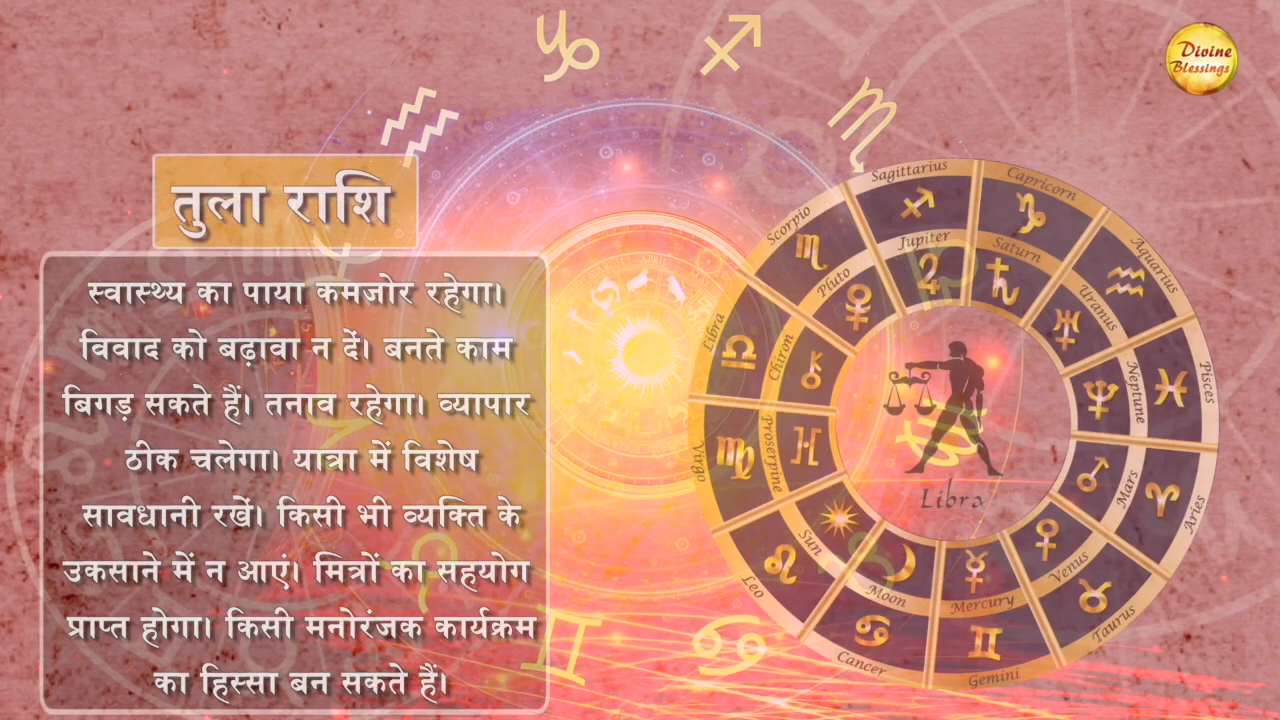 Divine
Blessings
तुला राशि
स्वास्थ्य का पाया कमजोर रहेगा।
विवाद को बढ़ावा न दें। बनते काम
बिगड़ सकते हैं। तनाव रहेगा। व्यापार
ठीक चलेगा। यात्रा में विशेष
सावधानी रखें। किसी भी व्यक्ति के
उकसाने में न आएं। मित्रों का सहयोग
प्राप्त होगा। किसी मनोरंजक कार्यक्रम
का हिस्सा बन सकते हैं।
Sagittarius
Capricorn
Scorpio
Aquarius
Jupiter
Saturn
Pluto
Uranus
Libra
Chiron
Neptune
Pisces
Virgo
Proserpine
Mars
Aries
Libra
Sun
Venus
Leo
Moon
Mercury
Taurus
Cancer
Gemini